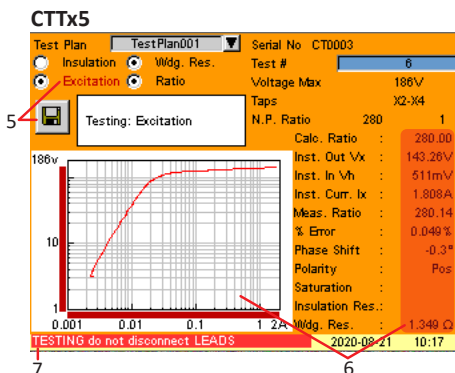 CTTx5
Test Plan TestPlan001 Serial No CT0003
Insulation Wdg. Res. Test # 6
Excitation Ratio Voltage Max 186V
Taps X2-X4
5 Testing: Excitation N.P. Ratio 280 1
Calc. Ratio : 280.00
186v Inst. Out Vx : 143.26V
Inst. In Vh : 511mV
Inst. Curr. Ix : 1.808A
10 Meas. Ratio : 280.14
% Error : 0.049%
Phase Shift : -0.3°
Polarity : Pos
Saturation :
1 Insulation Res.:
0.001 0.01 0.1 1 2A Wdg. Res. : 1.349 Ω
TESTING do not disconnect LEADS 2020-08-21 10:17
7 6